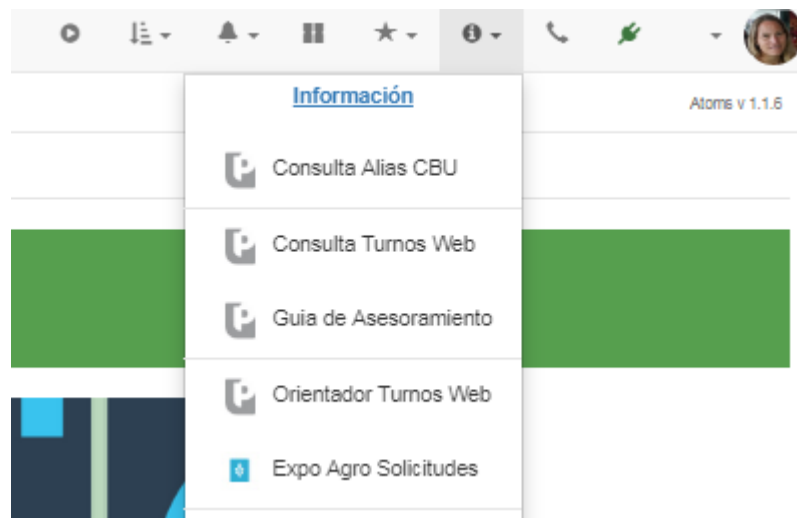 Información
Atoms v 1.1.6
Consulta Alias CBU
Consulta Turnos Web
Guia de Asesoramiento
Orientador Turnos Web
Expo Agro Solicitudes